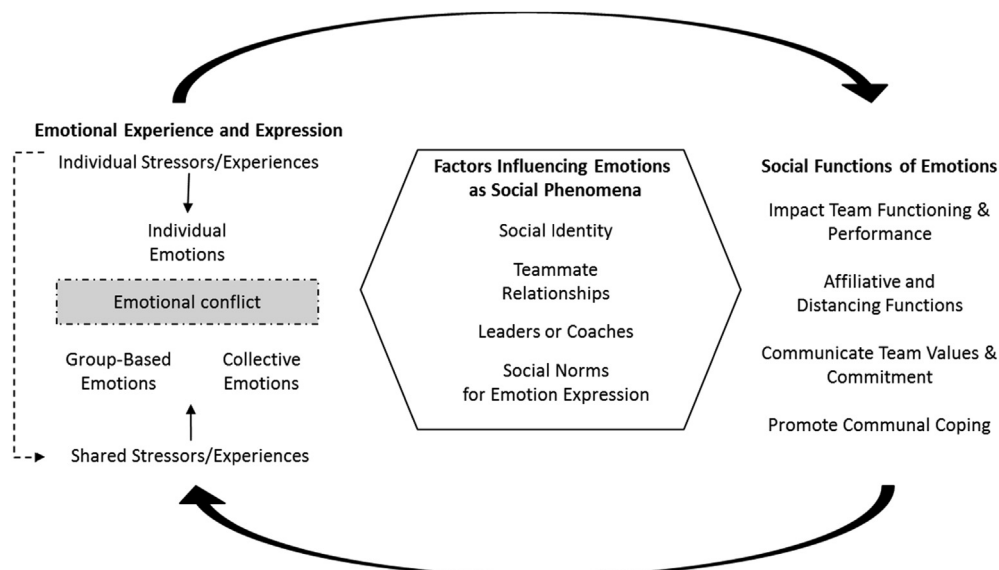 Emotional Experience and Expression
Individual Stressors/Experiences
Individual
Emotions
Emotional conflict
Group-Based
Emotions
Collective
Emotions
Shared Stressors/Experiences
Factors Influencing Emotions
as Social Phenomena
Social Identity
Teammate
Relationships
Leaders or Coaches
Social Norms
for Emotion Expression
Social Functions of Emotions
Impact Team Functioning &
Performance
Affiliative and
Distancing Functions
Communicate Team Values &
Commitment
Promote Communal Coping